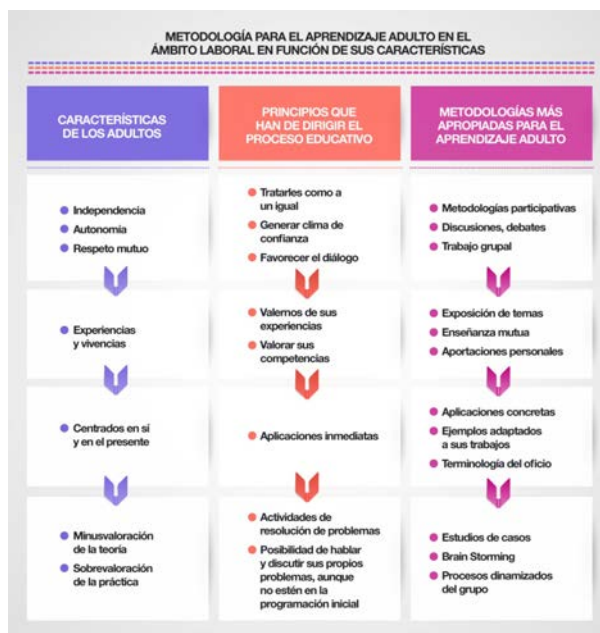 METODOLOGÍA PARA EL APRENDIZAJE ADULTO EN EL
ÁMBITO LABORAL EN FUNCIÓN DE SUS CARACTERÍSTICAS
CARACTERÍSTICAS
DE LOS ADULTOS
PRINCIPIOS QUE
HAN DE DIRIGIR EL
PROCESO EDUCATIVO
METODOLOGÍAS MÁS
APROPIADAS PARA EL
APRENDIZAJE ADULTO
Independencia
Autonomía
Respeto mutuo
Tratarles como a
un igual
Generar clima de
confianza
Favorecer el diálogo
Metodologías participativas
Discusiones, debates
Trabajo grupal
Experiencias
y vivencias
Valernos de sus
experiencias
Valorar sus
competencias
Exposición de temas
Enseñanza mutua
Aportaciones personales
Centrados en sí
y en el presente
Aplicaciones inmediatas
Aplicaciones concretas
Ejemplos adaptados
a sus trabajos
Terminología del oficio
Minusvaloración
de la teoría
Sobrevaloración
de la práctica
Actividades de
resolución de problemas
Posibilidad de hablar
y discutir sus propios
problemas, aunque
no estén en la
programación inicial
Estudios de casos
Brain Storming
Procesos dinamizados
del grupo